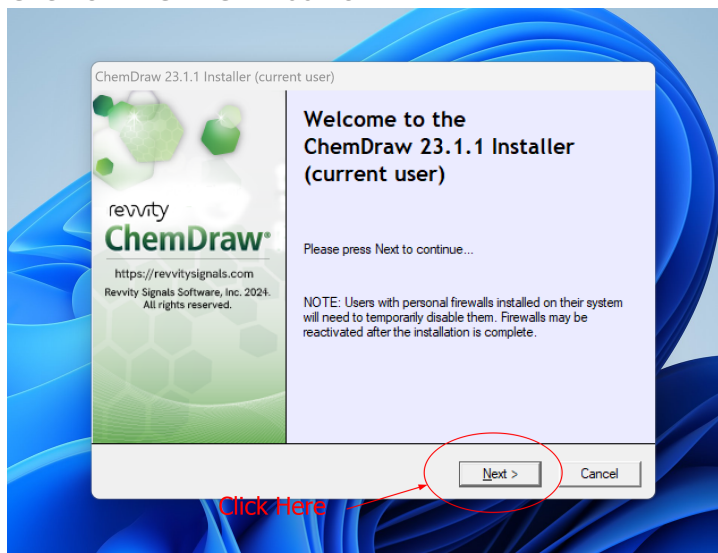 ChemDraw 23.1.1 Installer (current user)
revvity
ChemDraw®
https://revvitysignals.com
Revvity Signals Software, Inc. 2024.
All rights reserved.
Welcome to the
ChemDraw 23.1.1 Installer
(current user)
Please press Next to continue...
NOTE: Users with personal firewalls installed on their system
will need to temporarily disable them. Firewalls may be
reactivated after the installation is complete.
Next >
Cancel
Click Here